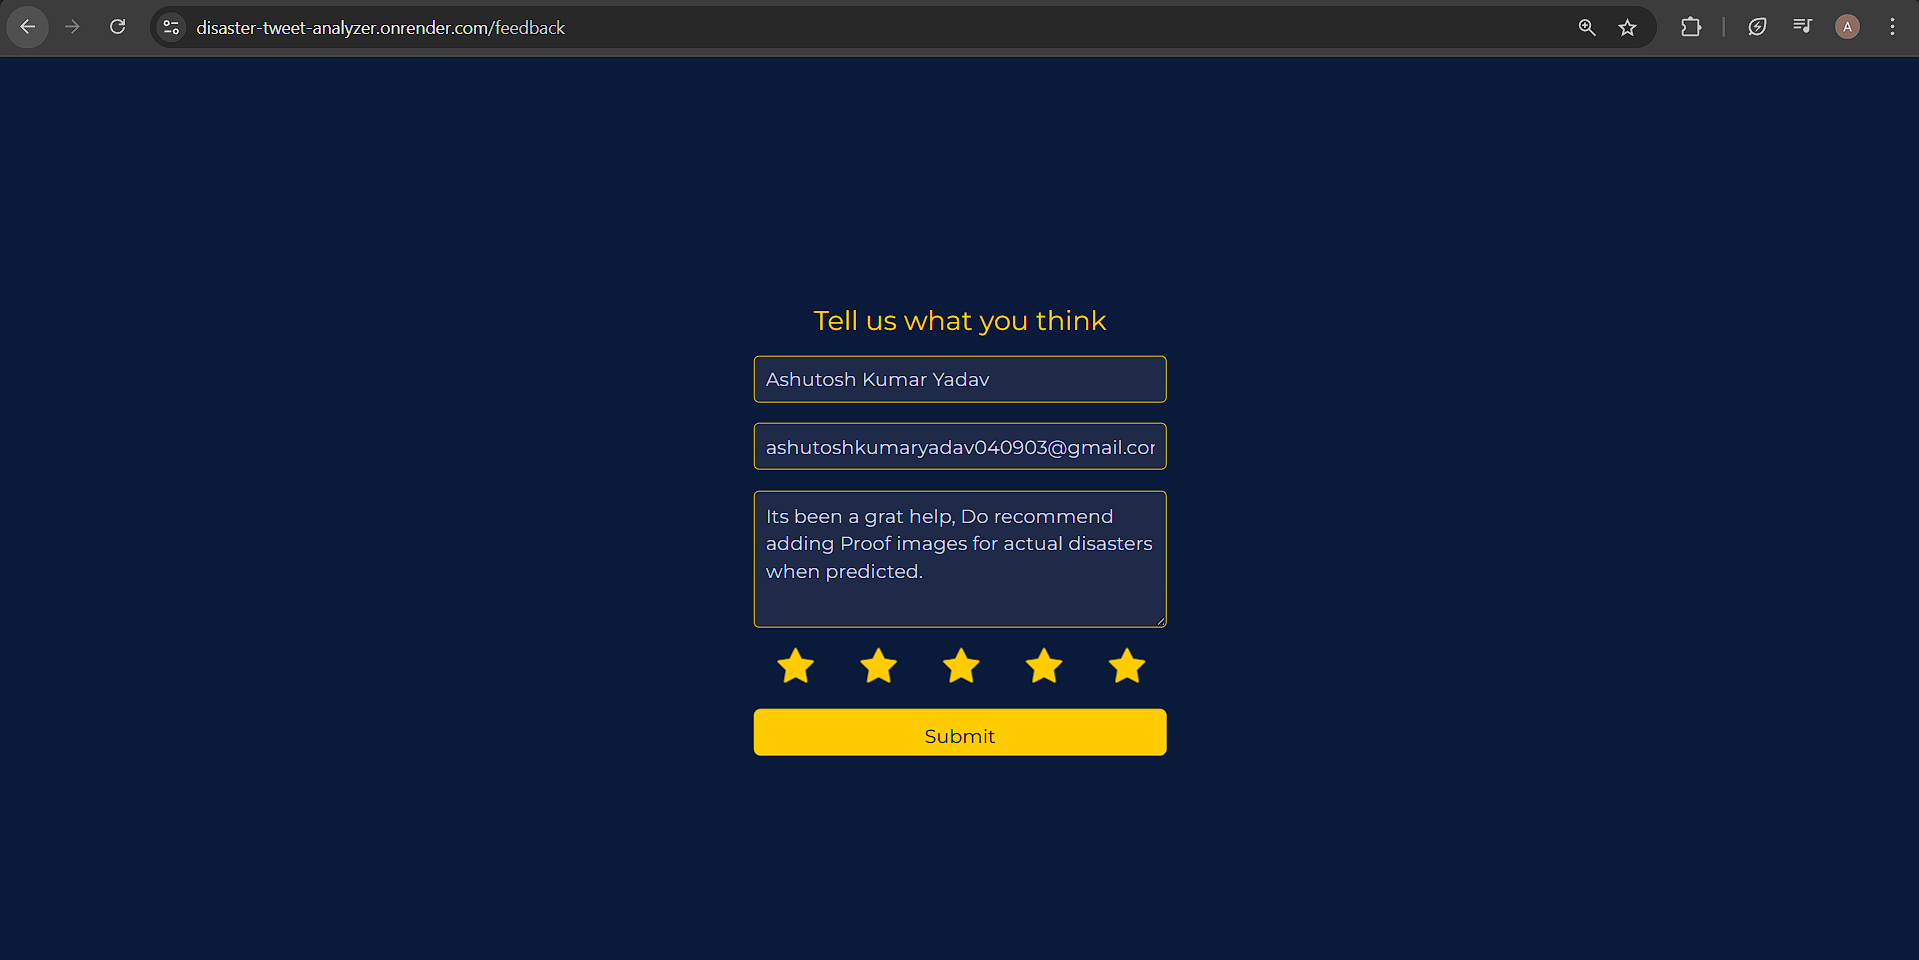 disaster-tweet-analyzer.onrender.com/feedback
A
Tell us what you think
Ashutosh Kumar Yadav
ashutoshkumaryadav040903@gmail.cor
Its been a grat help, Do recommend
adding Proof images for actual disasters
when predicted.
Submit